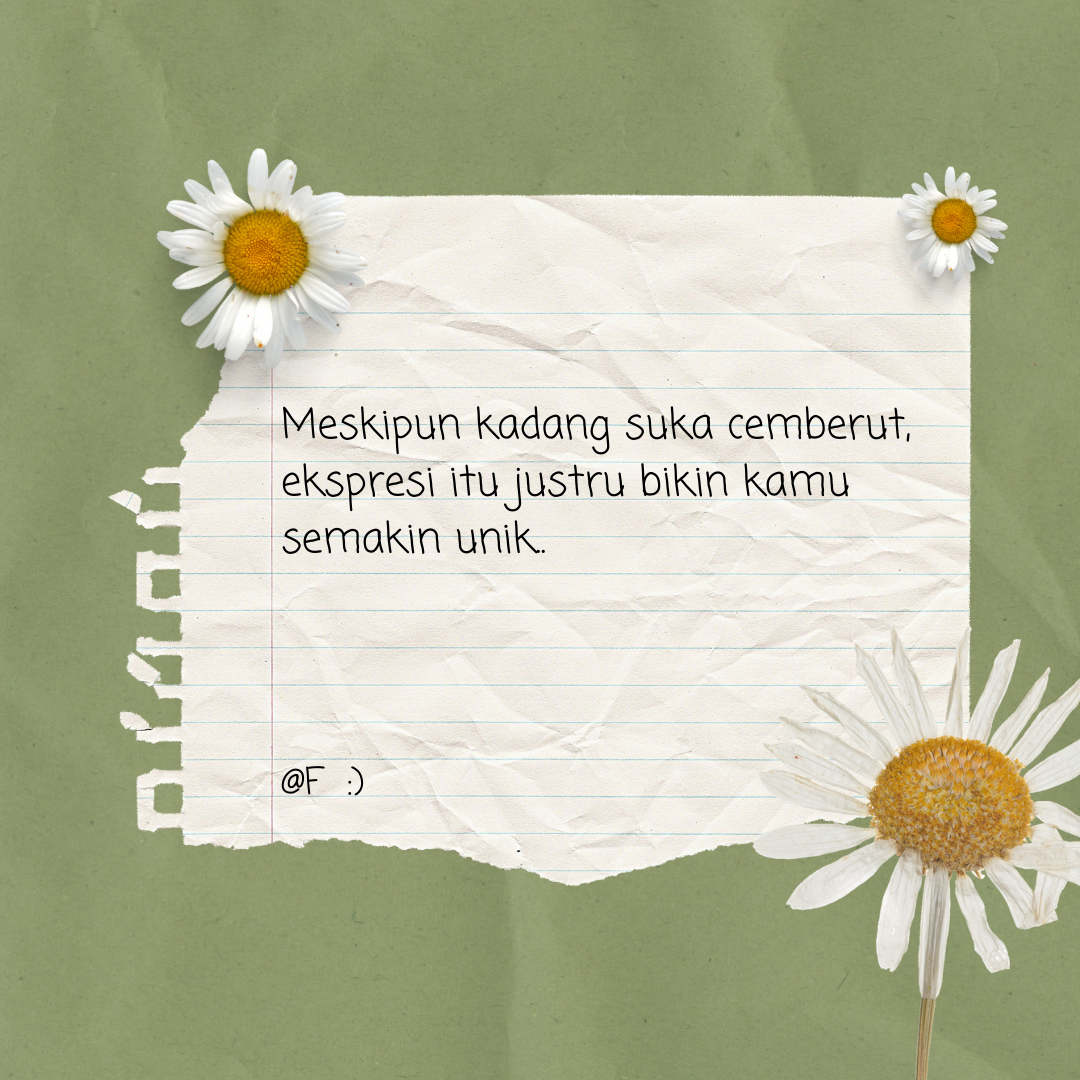 Meskipun kadang suka cemberut,
ekspresi itu justru bikin kamu
semakin unik..
@F :)